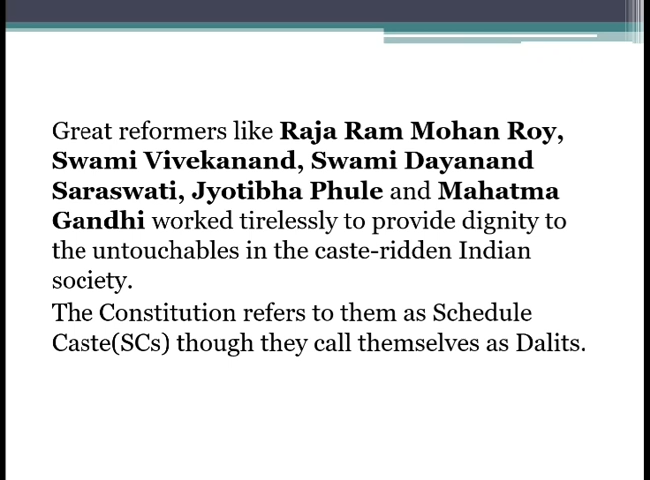 Great reformers like Raja Ram Mohan Roy,
Swami Vivekanand, Swami Dayanand
Saraswati, Jyotibha Phule and Mahatma
Gandhi worked tirelessly to provide dignity to
the untouchables in the caste-ridden Indian
society.
The Constitution refers to them as Schedule
Caste(SCs) though they call themselves as Dalits.